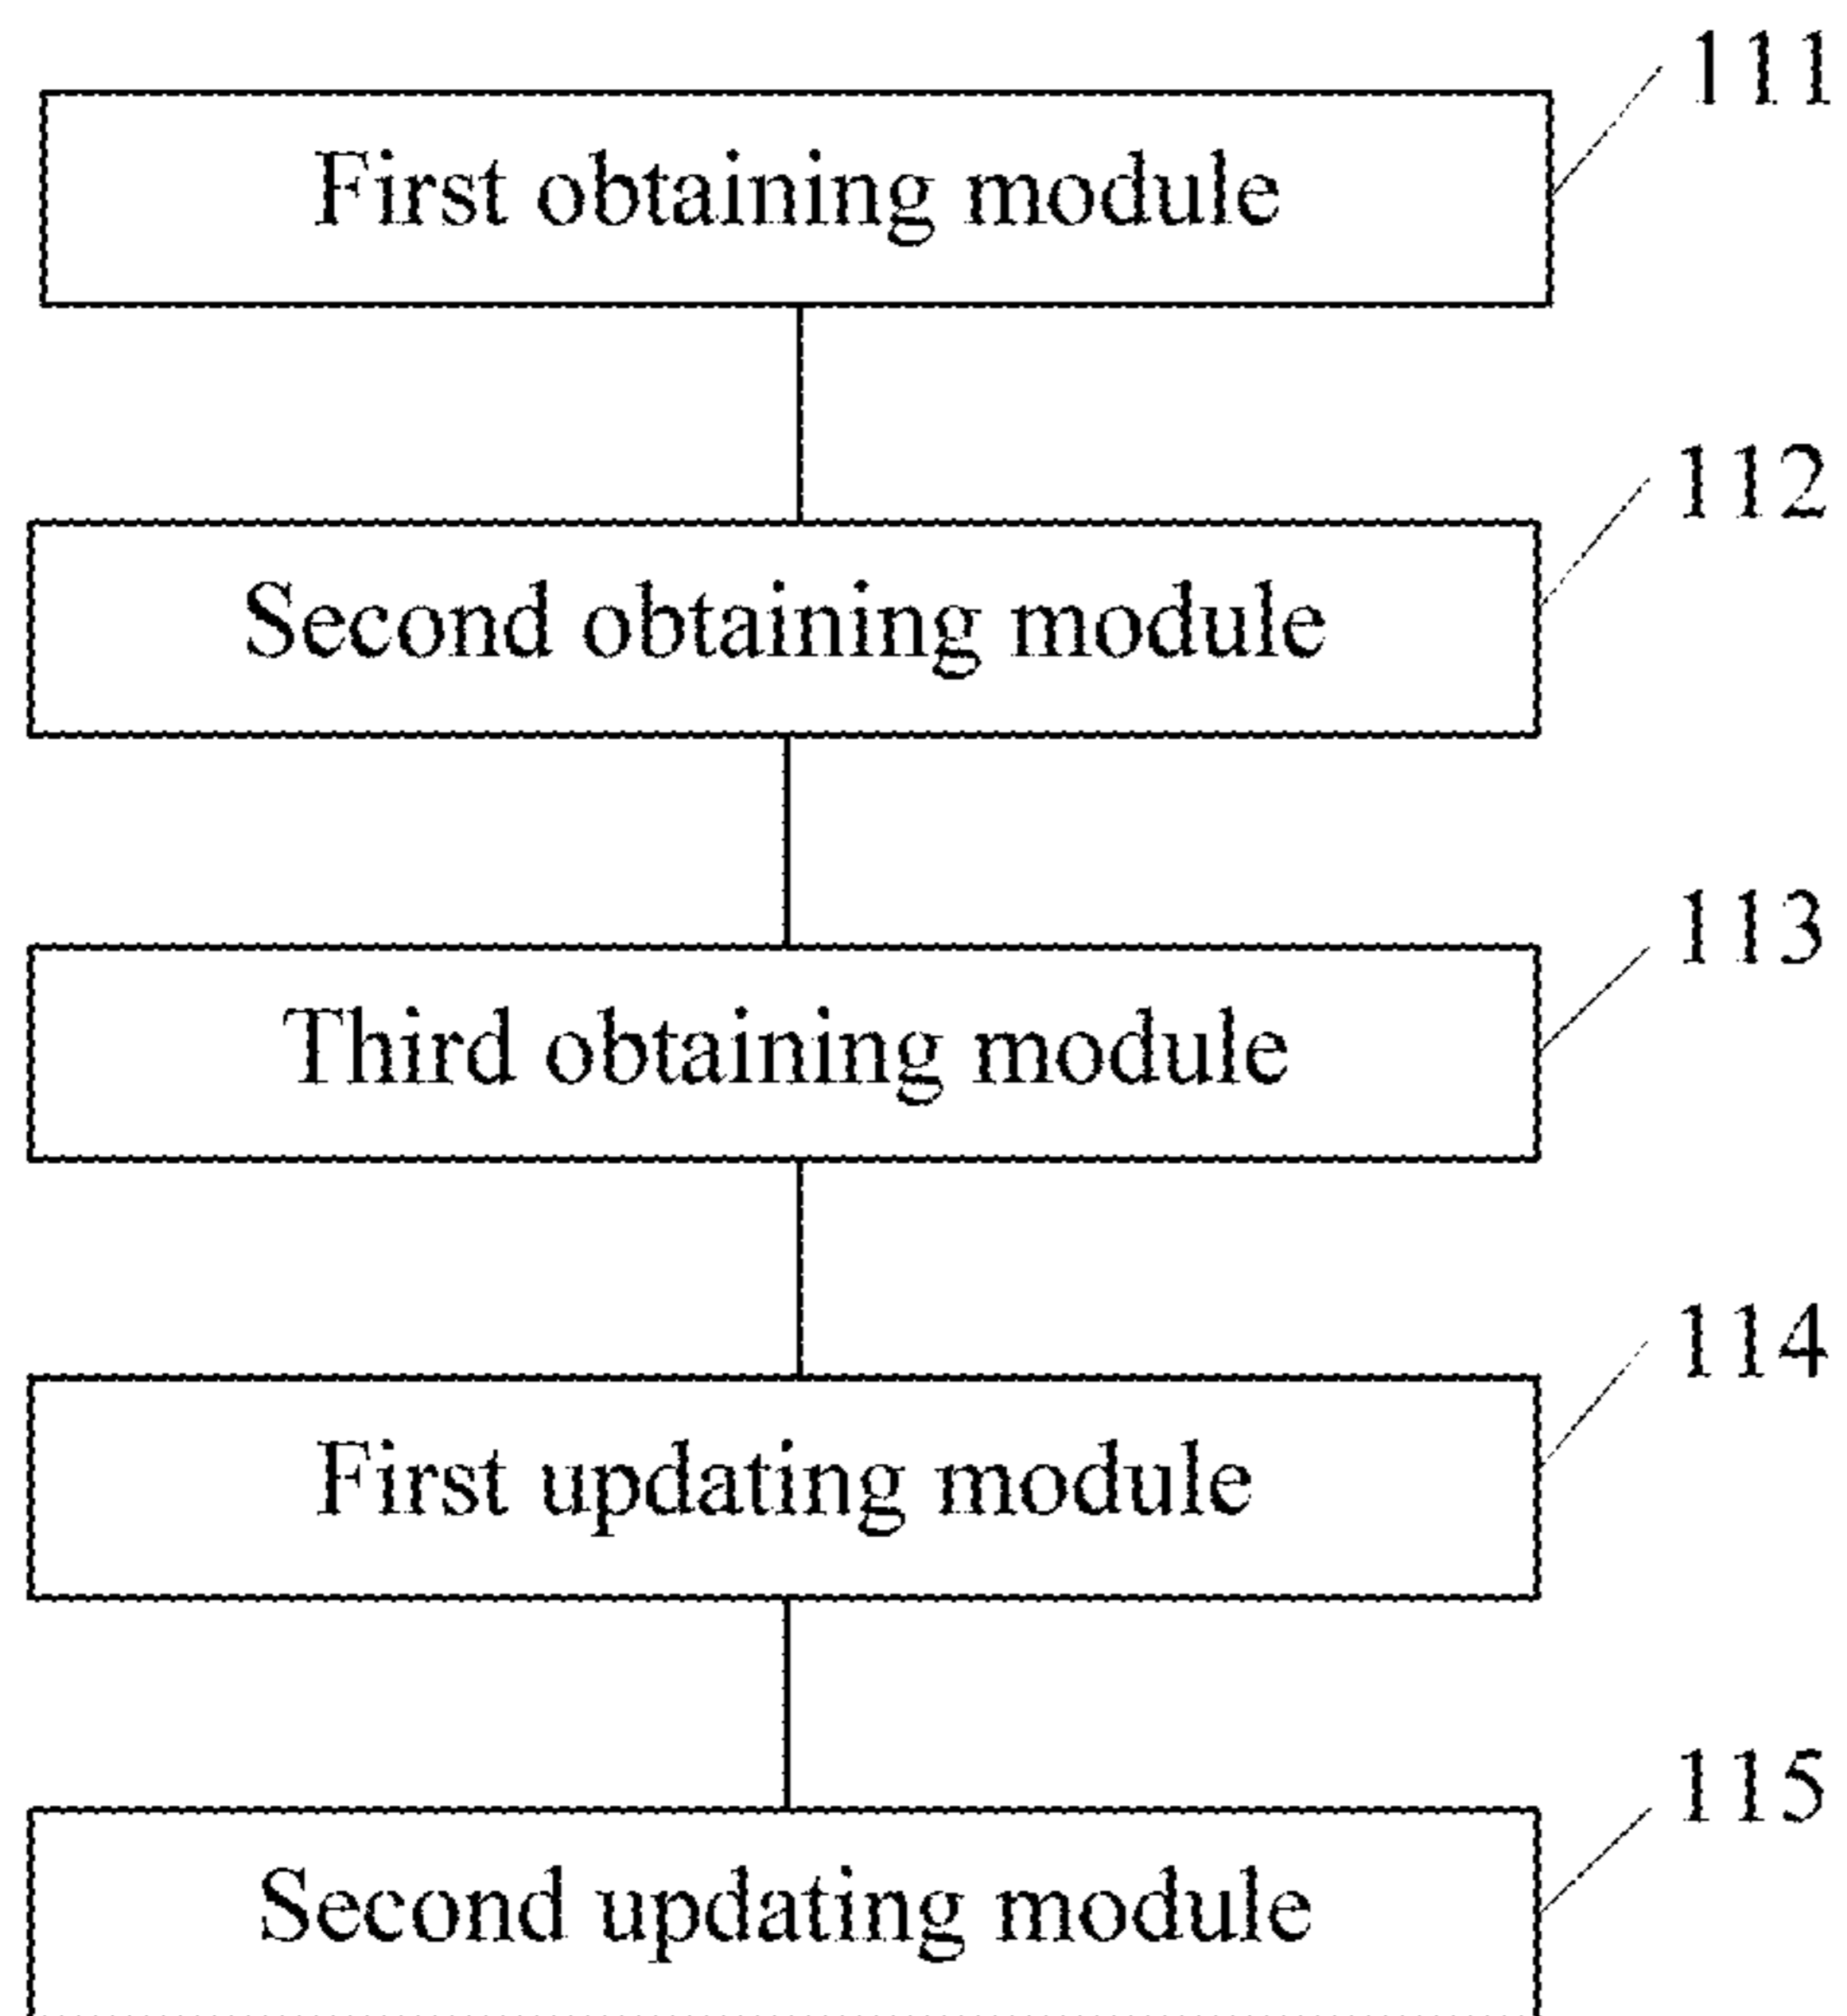 111
First obtaining module
112
Second obtaining module
113
Third obtaining module
114
First updating module
115
Second updating module